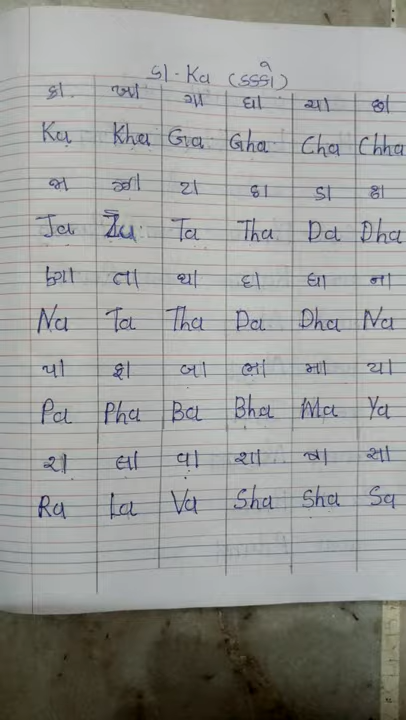 કા - Ka (કક્કો)
કા ખા ગા ઘા ચા છા
Ka Kha Ga Gha Cha Chha
જા ઝા ટા ઠા ડા ઢા
Ja Za Ta Tha Da Dha
ણા તા થા દા ધા ના
Na Ta Tha Da Dha Na
પા ફા બા ભા મા યા
Pa Pha Ba Bha Ma Ya
રા લા વા શા ષા સા
Ra La Va Sha Sha Sa